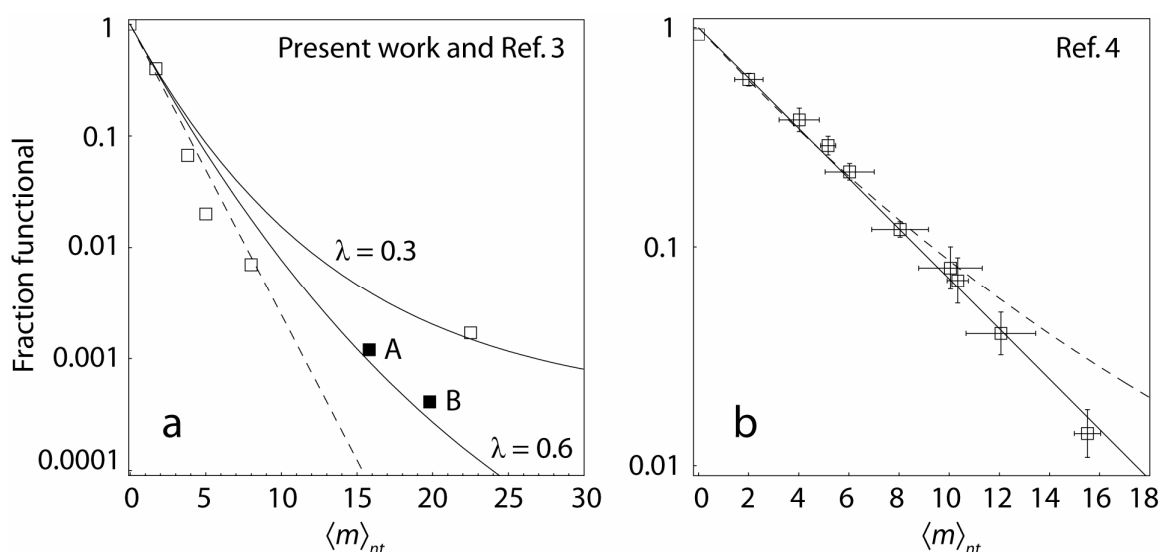 Present work and Ref. 3
Fraction functional
1
0.1
0.01
0.001
0.0001
λ = 0.3
A
B
λ = 0.6
a
0 5 10 15 20 25 30
⟨m⟩nt
Ref. 4
1
0.1
0.01
b
0 2 4 6 8 10 12 14 16 18
⟨m⟩nt